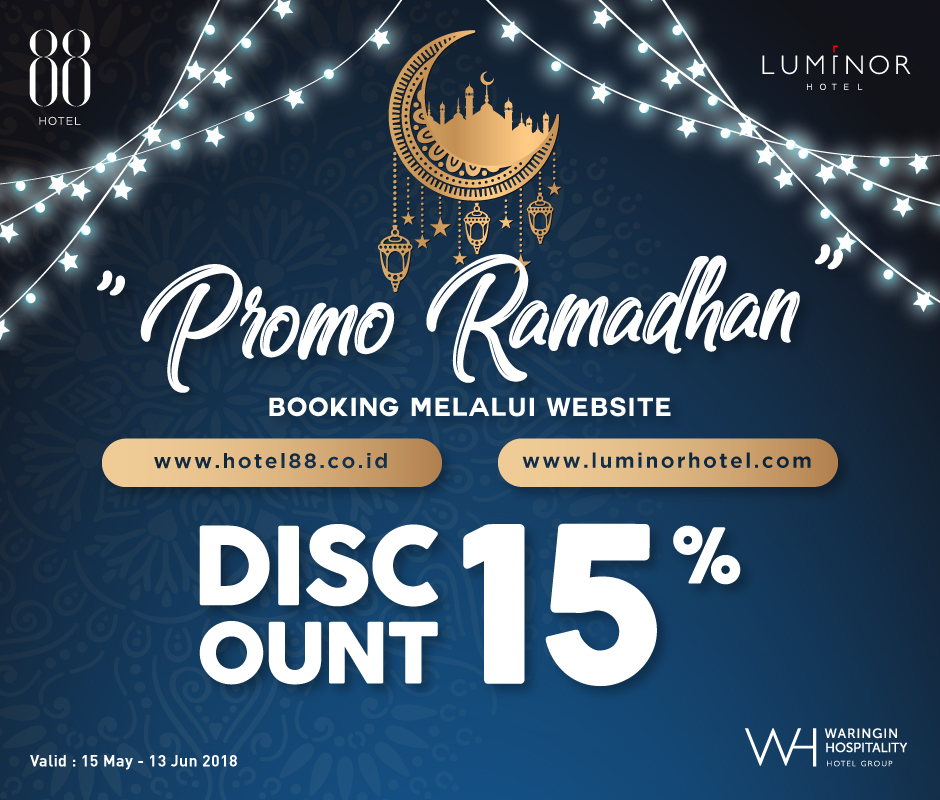 88
HOTEL
LUMINOR
HOTEL
" Promo Ramadhan "
BOOKING MELALUI WEBSITE
www.hotel88.co.id
www.luminorhotel.com
DISC
OUNT
15%
Valid : 15 May - 13 Jun 2018
WH
WARINGIN
HOSPITALITY
HOTEL GROUP